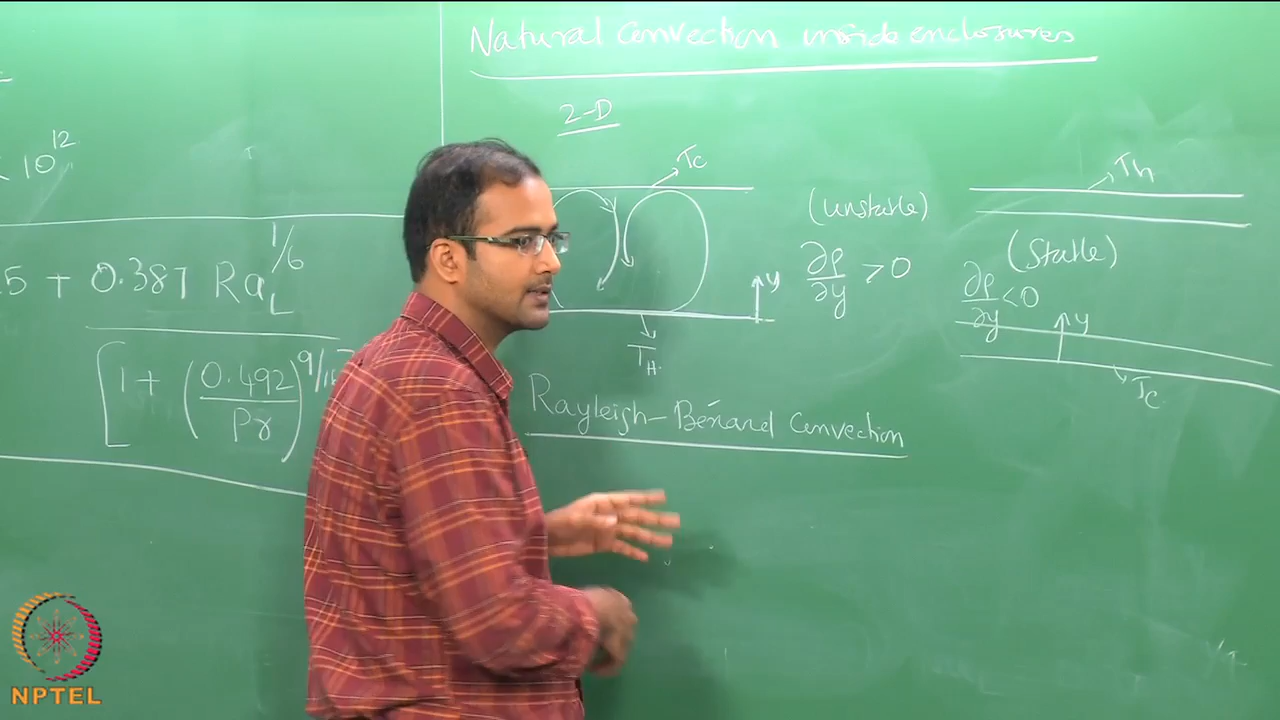 Natural Convection inside enclosures
2-D
Tc
(Unstable)
∂ρ/∂y > 0
y
TH
Rayleigh-Bénard Convection
Th
(Stable)
∂ρ/∂y < 0
y
Tc
< 10^12
5 + 0.387 Ra_L^1/6
[1 + (0.492/Pr)^9/16
NPTEL